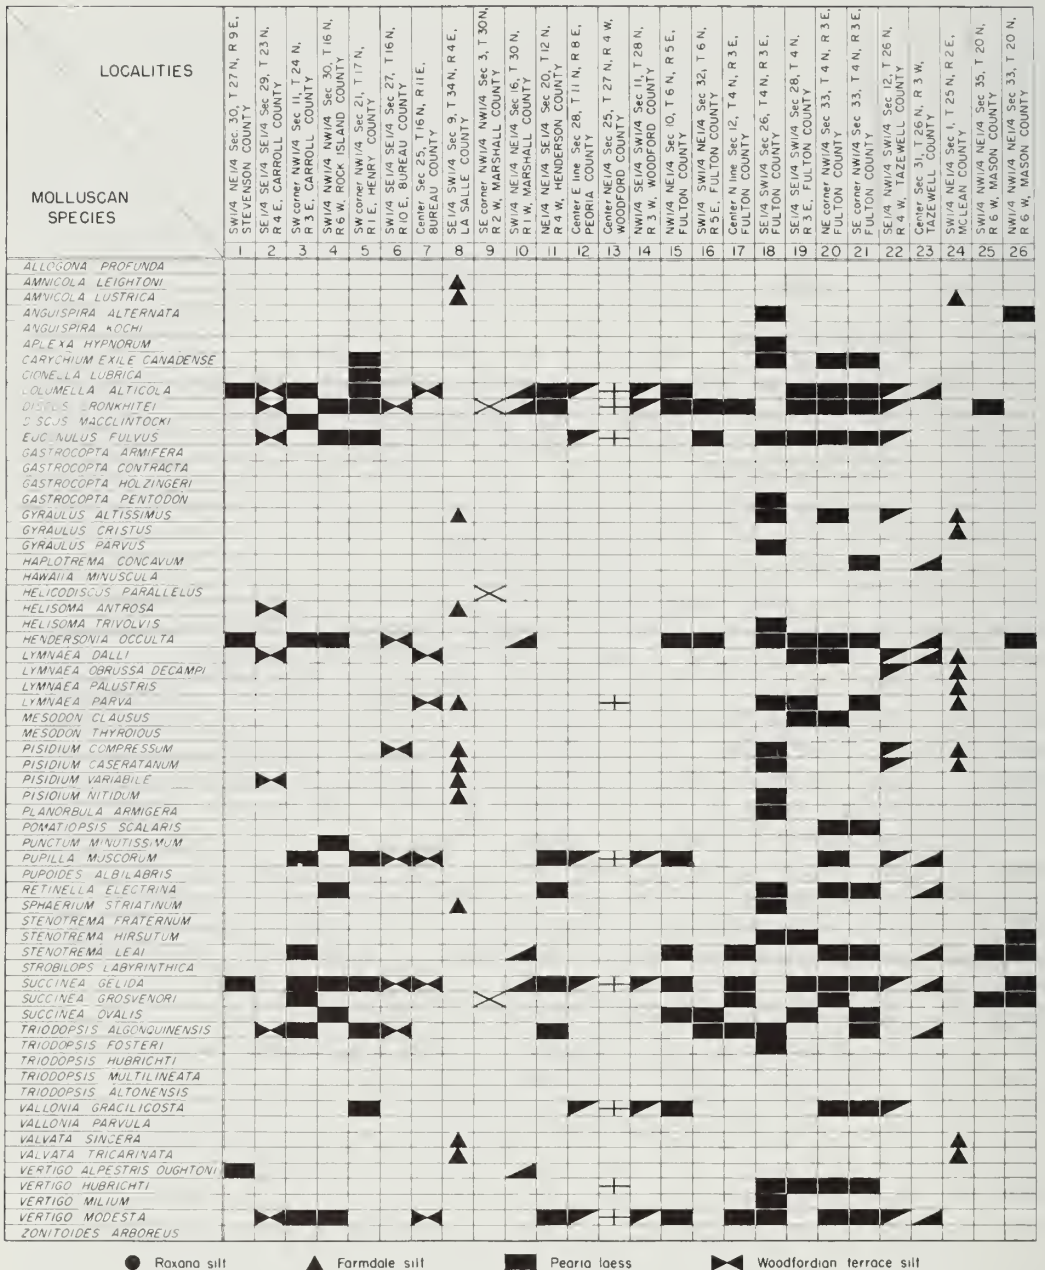 LOCALITIES
MOLLUSCAN
SPECIES
SW1/4 NE1/4 Sec. 30, T 27 N, R 9 E,
STEVENSON COUNTY
SE1/4 SE1/4 SE1/4 Sec 29, T 23 N,
R 4 E, CARROLL COUNTY
SW corner NW1/4 Sec 11, T 24 N,
R 3 E, CARROLL COUNTY
SW1/4 NW1/4 NW1/4 Sec 30, T 16 N,
R 6 W, ROCK ISLAND COUNTY
SW corner NW1/4 Sec 21, T 17 N,
R 1 E, HENRY COUNTY
SW1/4 NE1/4 SE1/4 Sec 27, T 16 N,
R 10 E, BUREAU COUNTY
Center Sec 25, T 16 N, R 11 E,
BUREAU COUNTY
SE1/4 SW1/4 Sec 9, T 34 N, R 4 E,
LA SALLE COUNTY
SE corner NW1/4 NW1/4 Sec 3, T 30 N,
R 2 W, MARSHALL COUNTY
SW1/4 NE1/4 NE1/4 Sec 16, T 30 N,
R 1 W, MARSHALL COUNTY
NE1/4 NE1/4 SE1/4 Sec 20, T 12 N,
R 4 W, HENDERSON COUNTY
Center E line Sec 28, T 11 N, R 8 E,
PEORIA COUNTY
Center NE1/4 Sec 25, T 27 N, R 4 W,
WOODFORD COUNTY
NW1/4 SW1/4 SE1/4 Sec 11, T 28 N,
R 3 W, WOODFORD COUNTY
NW1/4 NE1/4 Sec 10, T 6 N, R 5 E,
FULTON COUNTY
SW1/4 SW1/4 NE1/4 Sec 32, T 6 N,
R 5 E, FULTON COUNTY
Center N line Sec 12, T 4 N, R 3 E,
FULTON COUNTY
SE1/4 SW1/4 Sec 26, T 4 N, R 3 E,
FULTON COUNTY
SE1/4 SW1/4 SE1/4 Sec 28, T 4 N,
R 3 E, FULTON COUNTY
NE corner NW1/4 Sec 33, T 4 N, R 3 E,
FULTON COUNTY
SE corner NE1/4 Sec 33, T 4 N, R 3 E,
FULTON COUNTY
SE1/4 NW1/4 SW1/4 Sec 12, T 26 N,
R 4 W, TAZEWELL COUNTY
Center Sec 31, T 26 N, R 3 W,
TAZEWELL COUNTY
SW1/4 SW1/4 Sec 1, T 25 N, R 2 E,
MCLEAN COUNTY
SW1/4 NW1/4 NE1/4 Sec 35, T 20 N,
R 6 W, MASON COUNTY
SW1/4 NW1/4 NE1/4 Sec 33, T 20 N,
R 6 W, MASON COUNTY
1 2 3 4 5 6 7 8 9 10 11 12 13 14 15 16 17 18 19 20 21 22 23 24 25 26
ALLOGONA PROFUNDA
AMNICOLA LEIGHTONI
AMNICOLA LUSTRICA
ANGUISPIRA ALTERNATA
ANGUISPIRA KOCHI
APLEXA HYPNORUM
CARYCHIUM EXILE CANADENSE
CIONELLA LUBRICA
COLUMELLA ALTICOLA
DISCUS CRONKHITEI
DISCUS MACCLINTOCKI
EUCONULUS FULVUS
GASTROCOPTA ARMIFERA
GASTROCOPTA CONTRACTA
GASTROCOPTA HOLZINGERI
GASTROCOPTA PENTODON
GYRAULUS ALTISSIMUS
GYRAULUS CRISTUS
GYRAULUS PARVUS
HAPLOTREMA CONCAVUM
HAWAIIA MINUSCULA
HELICODISCUS PARALLELUS
HELISOMA ANTROSA
HELISOMA TRIVOLVIS
HENDERSONIA OCCULTA
LYMNAEA DALLI
LYMNAEA OBRUSSA DECAMPI
LYMNAEA PALUSTRIS
LYMNAEA PARVA
MESODON CLAUSUS
MESODON THYROIDUS
PISIDIUM COMPRESSUM
PISIDIUM CASERATANUM
PISIDIUM VARIABILE
PISIDIUM NITIDUM
PLANORBULA ARMIGERA
POMATIOPSIS SCALARIS
PUNCTUM MINUTISSIMUM
PUPILLA MUSCORUM
PUPOIDES ALBILABRIS
RETINELLA ELECTRINA
SPHAERIUM STRIATINUM
STENOTREMA FRATERNUM
STENOTREMA HIRSUTUM
STENOTREMA LEAI
STROBILOPS LABYRINTHICA
SUCCINEA GELIDA
SUCCINEA GROSVENORI
SUCCINEA OVALIS
TRIODOPSIS ALGONQUINENSIS
TRIODOPSIS FOSTERI
TRIODOPSIS HUBRICHTI
TRIODOPSIS MULTILINEATA
TRIODOPSIS ALTONENSIS
VALLONIA GRACILICOSTA
VALLONIA PARVULA
VALVATA SINCERA
VALVATA TRICARINATA
VERTIGO ALPESTRIS OUGHTONI
VERTIGO HUBRICHTI
VERTIGO MILIUM
VERTIGO MODESTA
ZONITOIDES ARBOREUS
Roxana silt Farmdale silt Peoria loess Woodfordian terrace silt